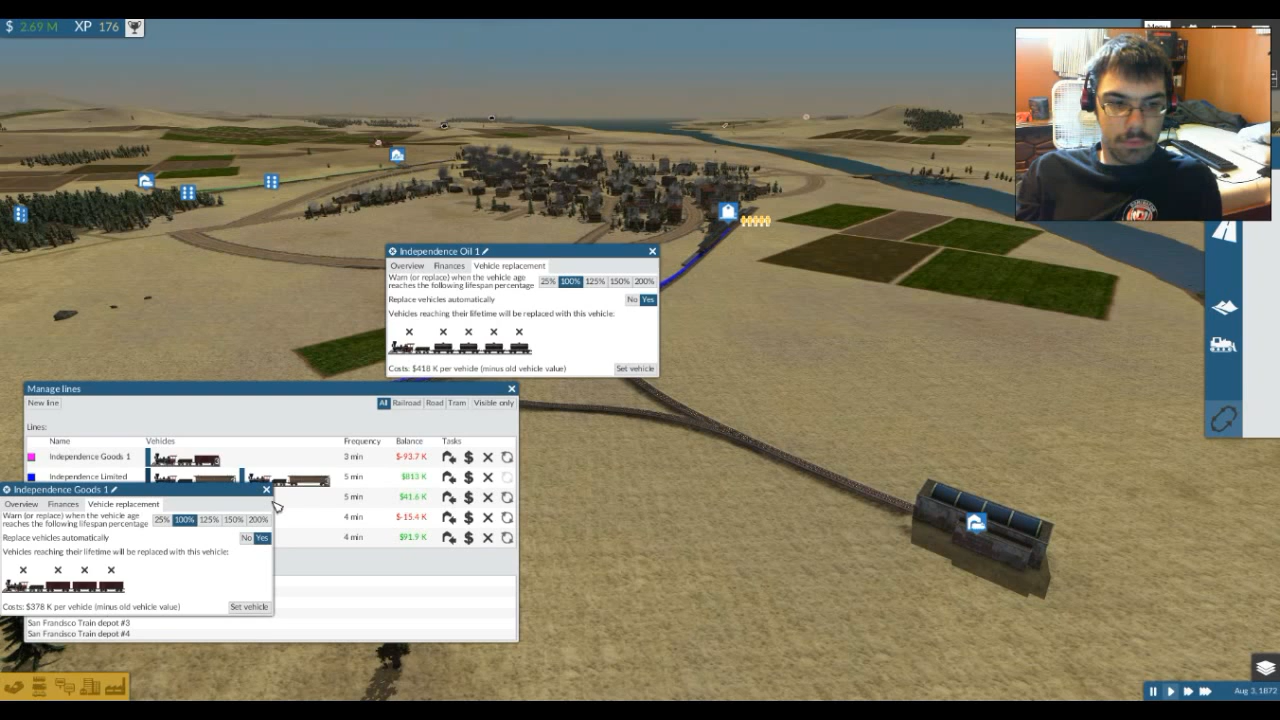 $ 2.69 M XP 176
Menu
Independence Oil 1
Overview Finances Vehicle replacement
Warn (or replace) when the vehicle age
reaches the following lifespan percentage
25% 100% 125% 150% 200%
Replace vehicles automatically
No Yes
Vehicles reaching their lifetime will be replaced with this vehicle:
Costs: $418 K per vehicle (minus old vehicle value)
Set vehicle
Manage lines
New line
All Railroad Road Tram Visible only
Lines:
Name Vehicles Frequency Balance Tasks
Independence Goods 1 3 min $-93.7 K
Independence Limited 5 min $813 K
5 min $41.6 K
4 min $-15.4 K
4 min $91.9 K
Independence Goods 1
Overview Finances Vehicle replacement
Warn (or replace) when the vehicle age
reaches the following lifespan percentage
25% 100% 125% 150% 200%
Replace vehicles automatically
No Yes
Vehicles reaching their lifetime will be replaced with this vehicle:
Costs: $378 K per vehicle (minus old vehicle value)
Set vehicle
San Francisco Train depot #3
San Francisco Train depot #4
Aug 3, 1872